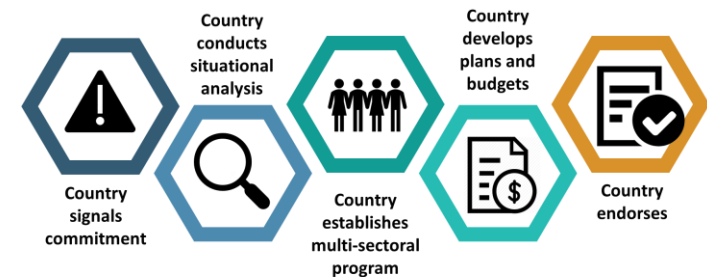 Country
signals
commitment
Country
conducts
situational
analysis
Country
establishes
multi-sectoral
program
Country
develops
plans and
budgets
$
Country
endorses